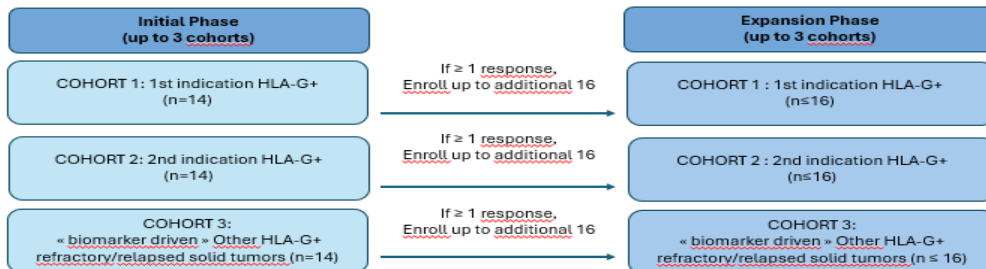 Initial Phase
(up to 3 cohorts)
Expansion Phase
(up to 3 cohorts)
COHORT 1: 1st indication HLA-G+
(n=14)
If ≥ 1 response,
Enroll up to additional 16
COHORT 1 : 1st indication HLA-G+
(n≤16)
COHORT 2: 2nd indication HLA-G+
(n=14)
If ≥ 1 response,
Enroll up to additional 16
COHORT 2 : 2nd indication HLA-G+
(n≤16)
COHORT 3:
« biomarker driven » Other HLA-G+
refractory/relapsed solid tumors (n=14)
If ≥ 1 response,
Enroll up to additional 16
COHORT 3:
« biomarker driven » Other HLA-G+
refractory/relapsed solid tumors (n ≤ 16)